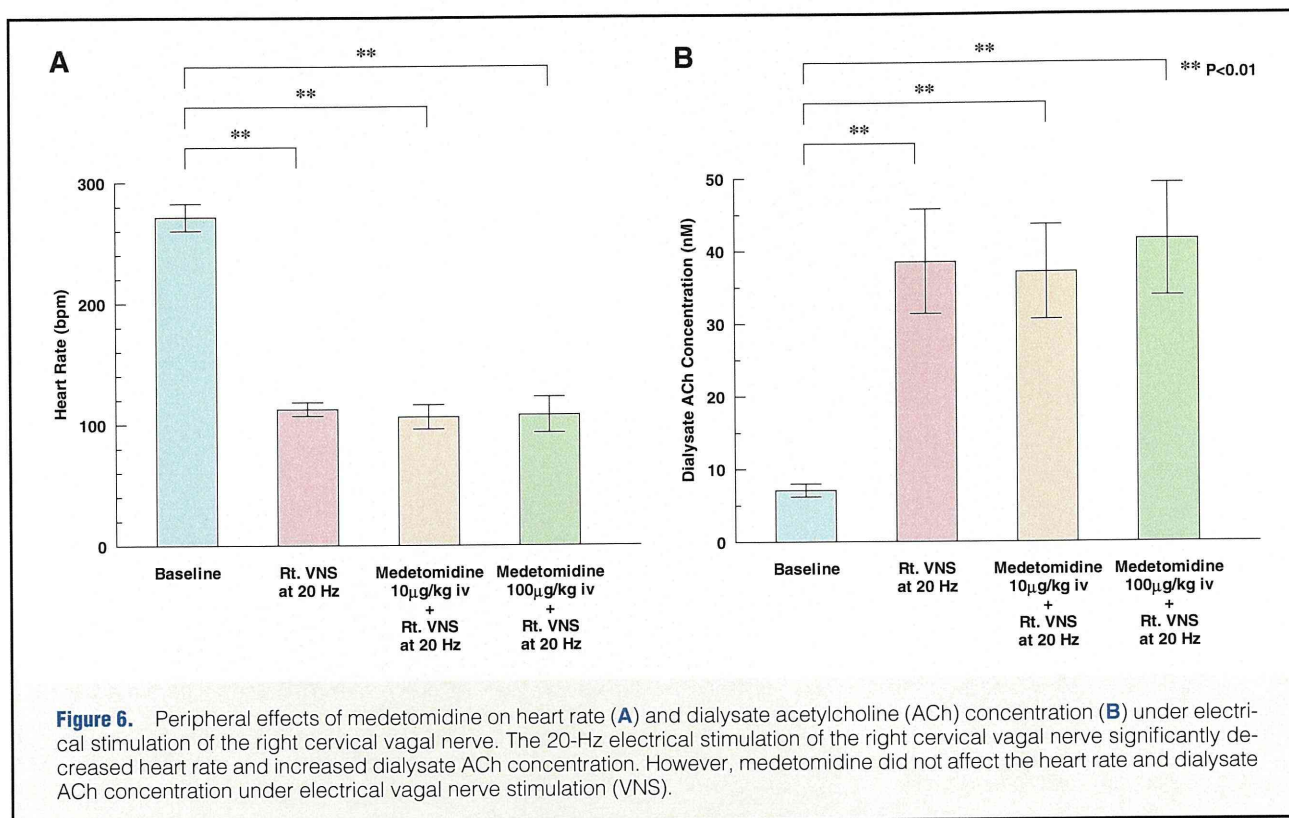 A
**
**
**
Heart Rate (bpm)
300
200
100
0
Baseline
Rt. VNS
at 20 Hz
Medetomidine
10μg/kg iv
+
Rt. VNS
at 20 Hz
Medetomidine
100μg/kg iv
+
Rt. VNS
at 20 Hz
B
**
** P<0.01
**
**
Dialysate ACh Concentration (nM)
50
40
30
20
10
0
Baseline
Rt. VNS
at 20 Hz
Medetomidine
10μg/kg iv
+
Rt. VNS
at 20 Hz
Medetomidine
100μg/kg iv
+
Rt. VNS
at 20 Hz
Figure 6. Peripheral effects of medetomidine on heart rate (A) and dialysate acetylcholine (ACh) concentration (B) under electri-
cal stimulation of the right cervical vagal nerve. The 20-Hz electrical stimulation of the right cervical vagal nerve significantly de-
creased heart rate and increased dialysate ACh concentration. However, medetomidine did not affect the heart rate and dialysate
ACh concentration under electrical vagal nerve stimulation (VNS).